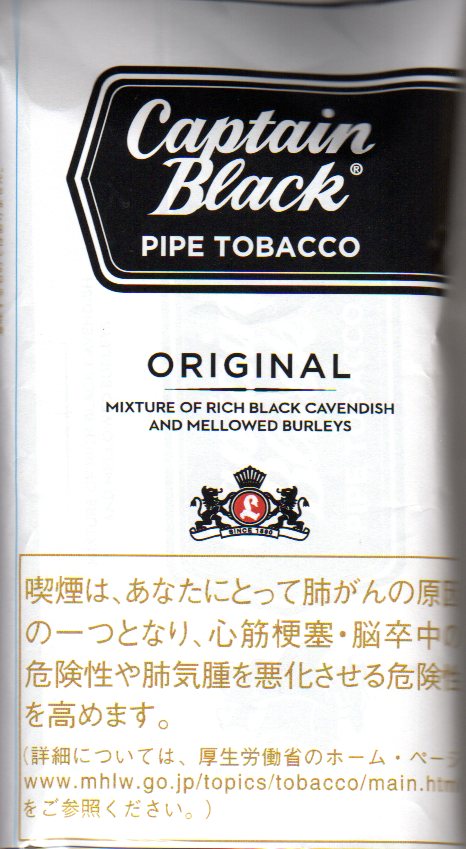 Captain
Black®
PIPE TOBACCO
ORIGINAL
MIXTURE OF RICH BLACK CAVENDISH
AND MELLOWED BURLEYS
SINCE 1890
喫煙は、あなたにとって肺がんの原因
の一つとなり、心筋梗塞・脳卒中の
危険性や肺気腫を悪化させる危険性
を高めます。
(詳細については、厚生労働省のホーム・ページ
www.mhlw.go.jp/topics/tobacco/main.html
をご参照ください。)